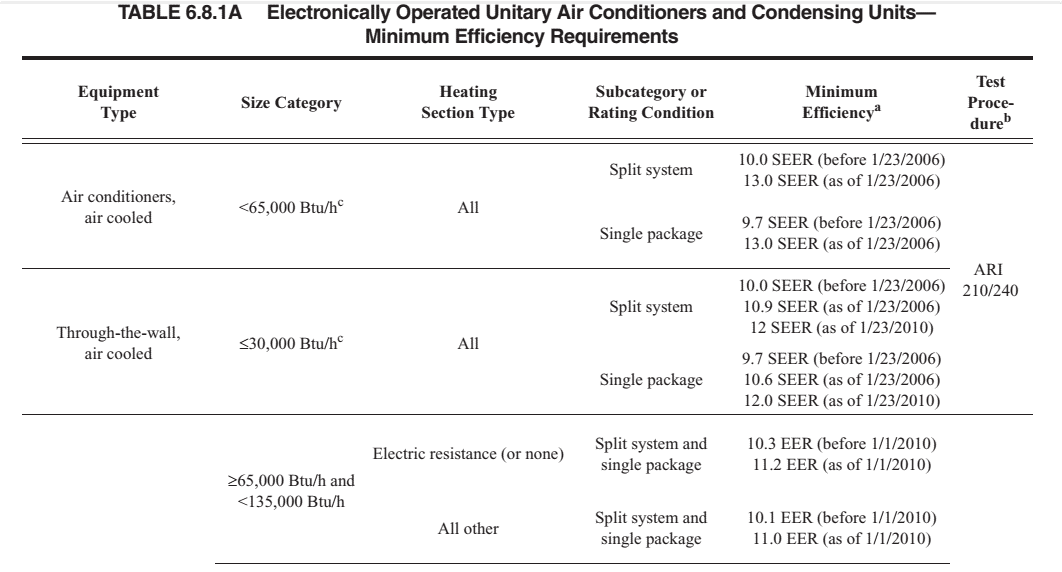 TABLE 6.8.1A Electronically Operated Unitary Air Conditioners and Condensing Units—
Minimum Efficiency Requirements
Equipment
Type
Size Category
Heating
Section Type
Subcategory or
Rating Condition
Minimum
Efficiencyᵃ
Test
Proce-
dureᵇ
Air conditioners,
air cooled
<65,000 Btu/hᶜ
All
Split system
10.0 SEER (before 1/23/2006)
13.0 SEER (as of 1/23/2006)
Single package
9.7 SEER (before 1/23/2006)
13.0 SEER (as of 1/23/2006)
ARI
210/240
Through-the-wall,
air cooled
≤30,000 Btu/hᶜ
All
Split system
10.0 SEER (before 1/23/2006)
10.9 SEER (as of 1/23/2006)
12 SEER (as of 1/23/2010)
Single package
9.7 SEER (before 1/23/2006)
10.6 SEER (as of 1/23/2006)
12.0 SEER (as of 1/23/2010)
≥65,000 Btu/h and
<135,000 Btu/h
Electric resistance (or none)
Split system and
single package
10.3 EER (before 1/1/2010)
11.2 EER (as of 1/1/2010)
All other
Split system and
single package
10.1 EER (before 1/1/2010)
11.0 EER (as of 1/1/2010)